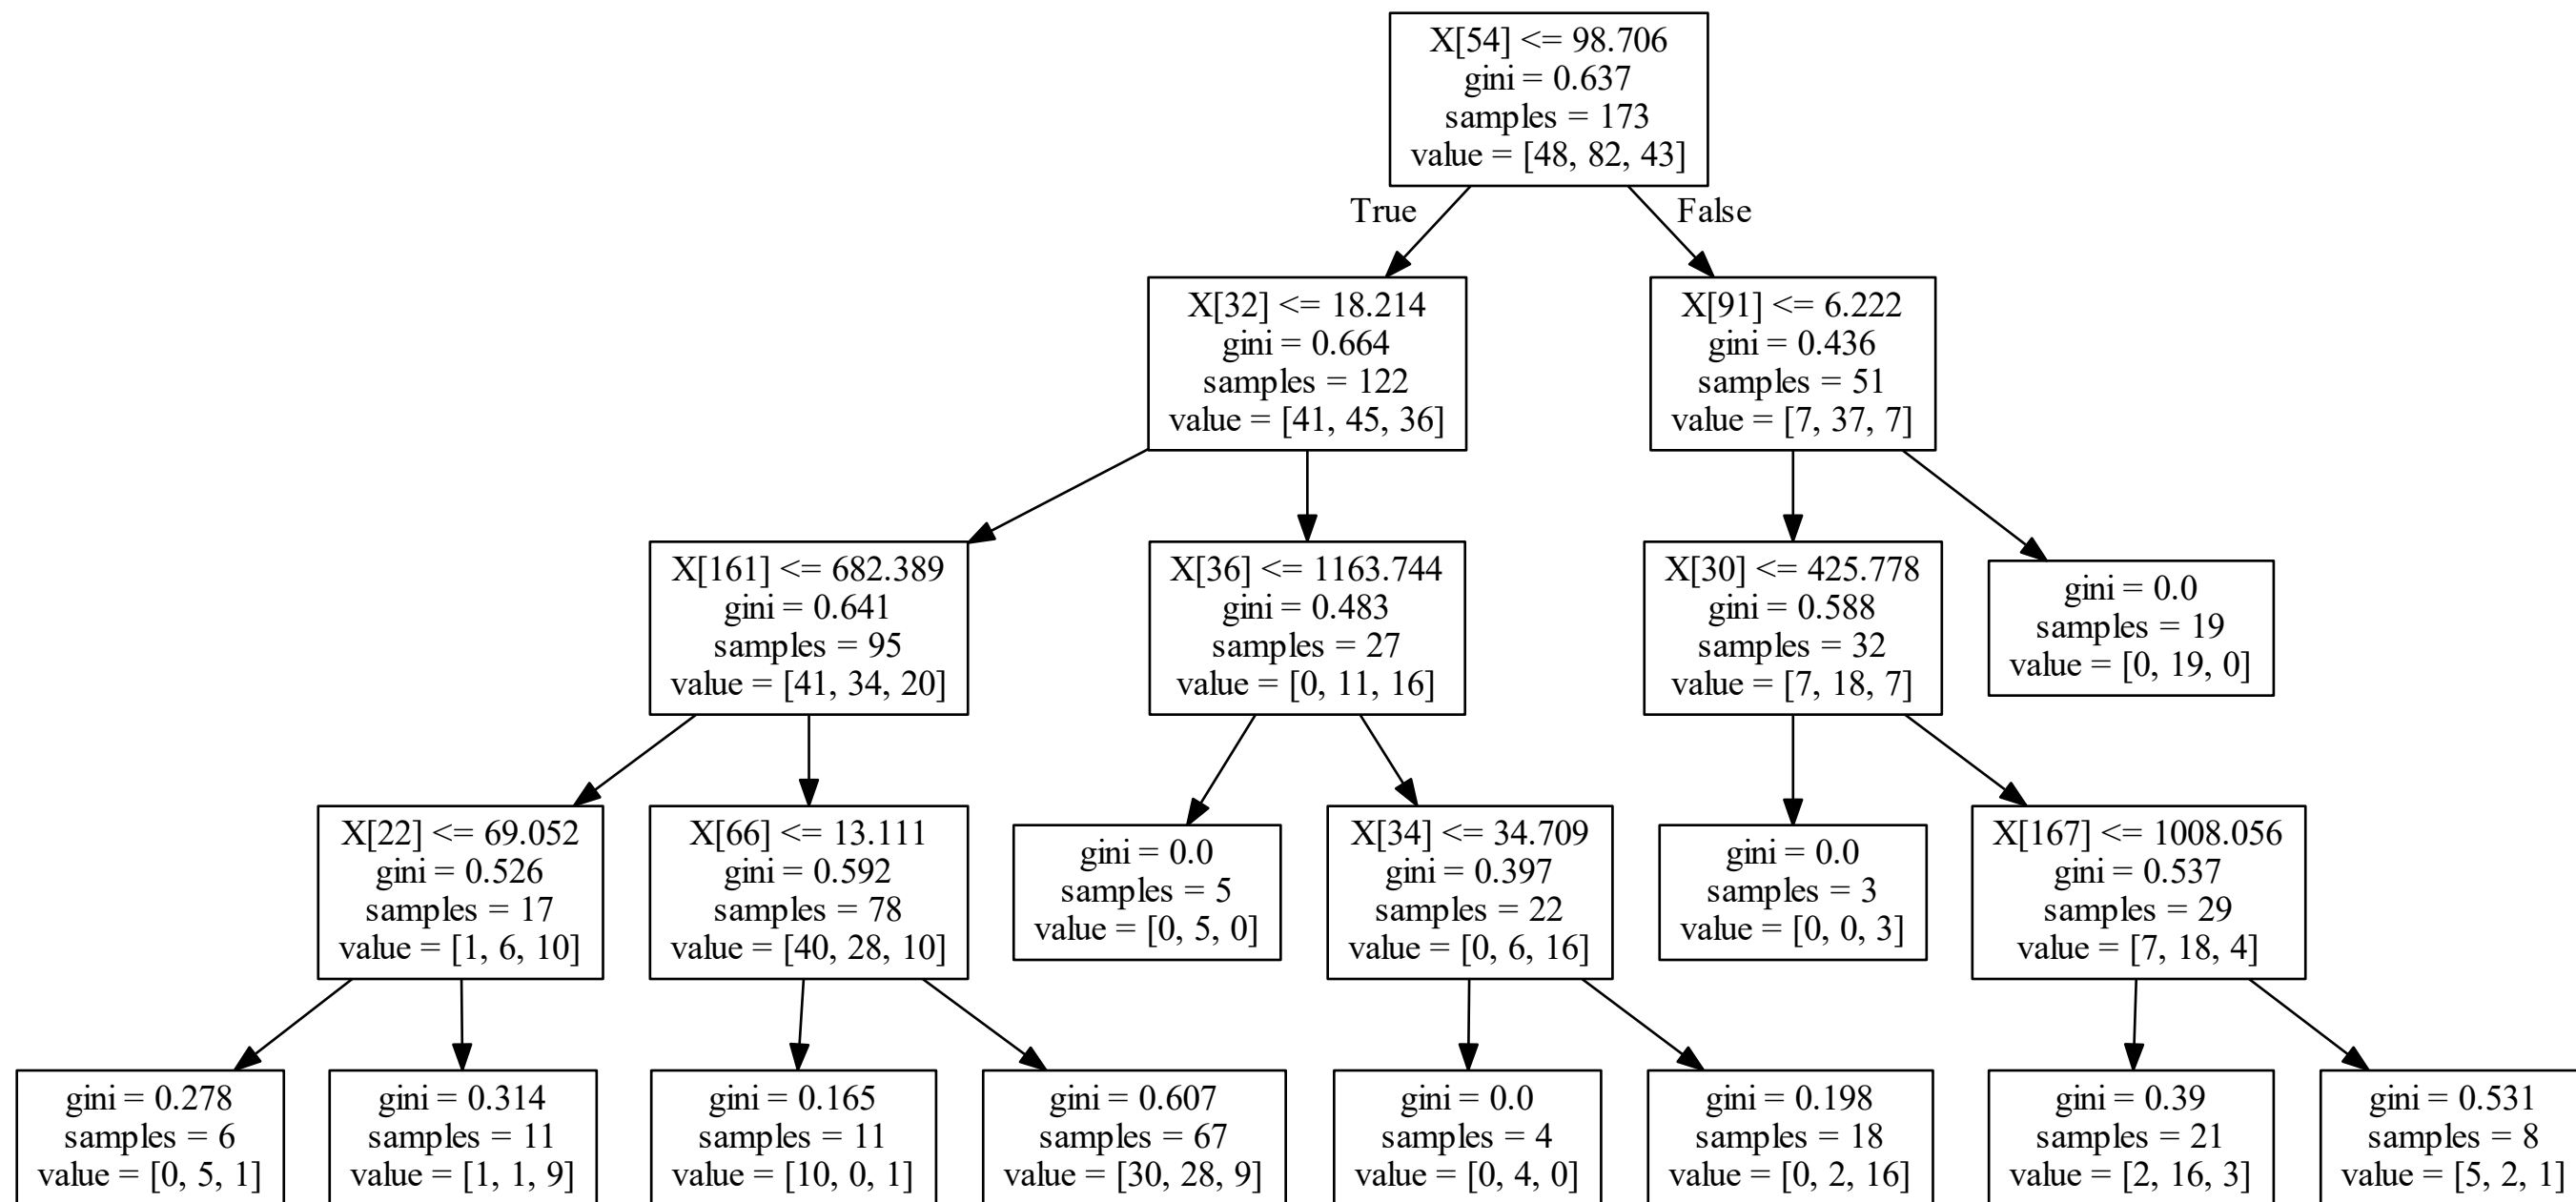 X[54] <= 98.706
gini = 0.637
samples = 173
value = [48, 82, 43]
True
False
X[32] <= 18.214
gini = 0.664
samples = 122
value = [41, 45, 36]
X[91] <= 6.222
gini = 0.436
samples = 51
value = [7, 37, 7]
X[161] <= 682.389
gini = 0.641
samples = 95
value = [41, 34, 20]
X[36] <= 1163.744
gini = 0.483
samples = 27
value = [0, 11, 16]
X[30] <= 425.778
gini = 0.588
samples = 32
value = [7, 18, 7]
gini = 0.0
samples = 19
value = [0, 19, 0]
X[22] <= 69.052
gini = 0.526
samples = 17
value = [1, 6, 10]
X[66] <= 13.111
gini = 0.592
samples = 78
value = [40, 28, 10]
gini = 0.0
samples = 5
value = [0, 5, 0]
X[34] <= 34.709
gini = 0.397
samples = 22
value = [0, 6, 16]
gini = 0.0
samples = 3
value = [0, 0, 3]
X[167] <= 1008.056
gini = 0.537
samples = 29
value = [7, 18, 4]
gini = 0.278
samples = 6
value = [0, 5, 1]
gini = 0.314
samples = 11
value = [1, 1, 9]
gini = 0.165
samples = 11
value = [10, 0, 1]
gini = 0.607
samples = 67
value = [30, 28, 9]
gini = 0.0
samples = 4
value = [0, 4, 0]
gini = 0.198
samples = 18
value = [0, 2, 16]
gini = 0.39
samples = 21
value = [2, 16, 3]
gini = 0.531
samples = 8
value = [5, 2, 1]